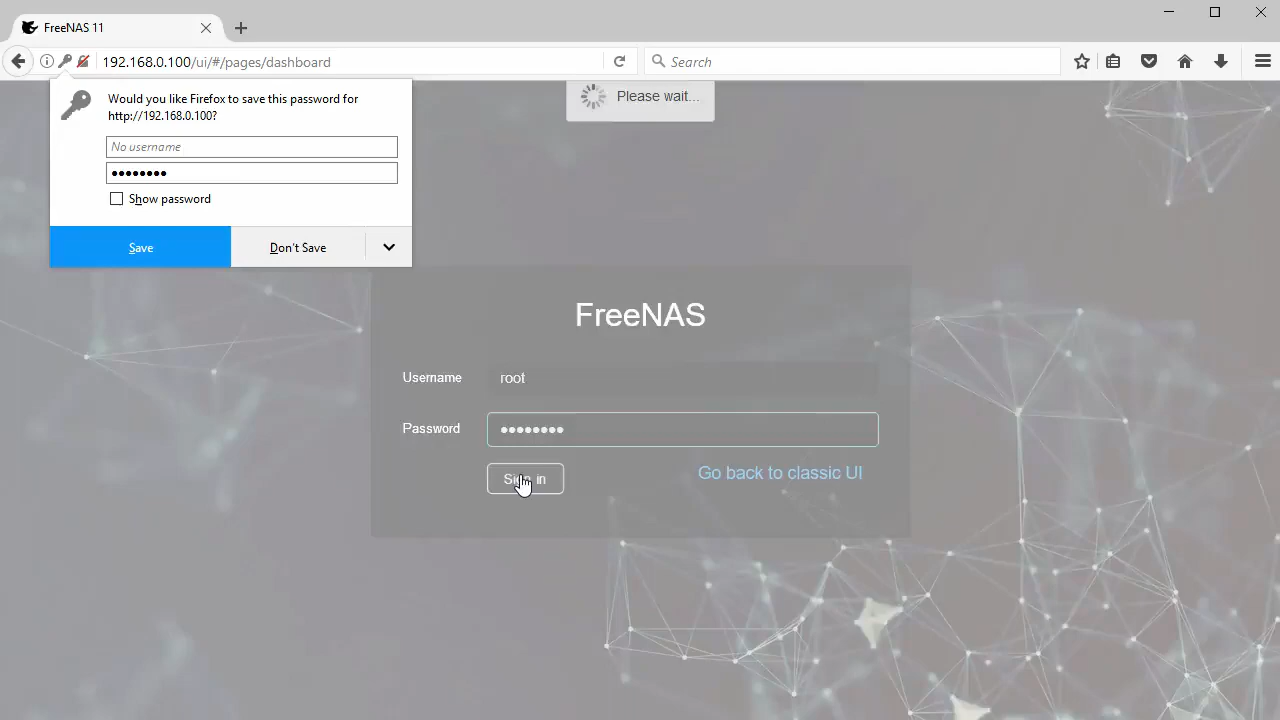 FreeNAS 11
192.168.0.100/ui/#/pages/dashboard
Search
Would you like Firefox to save this password for
http://192.168.0.100?
No username
••••••••
Show password
Save
Don't Save
Please wait...
FreeNAS
Username
root
Password
••••••••
Sign in
Go back to classic UI